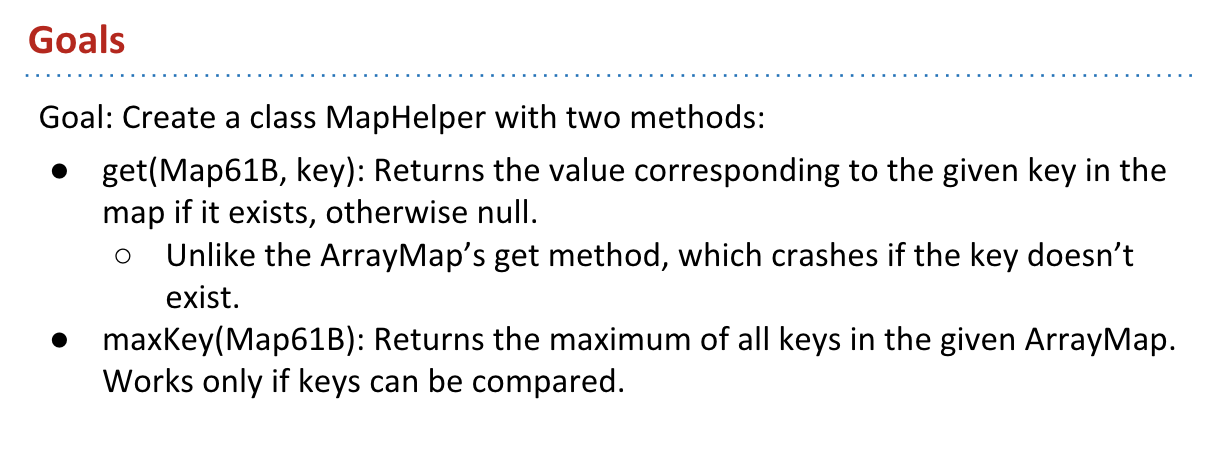 Goals
Goal: Create a class MapHelper with two methods:
● get(Map61B, key): Returns the value corresponding to the given key in the
map if it exists, otherwise null.
○ Unlike the ArrayMap’s get method, which crashes if the key doesn’t
exist.
● maxKey(Map61B): Returns the maximum of all keys in the given ArrayMap.
Works only if keys can be compared.